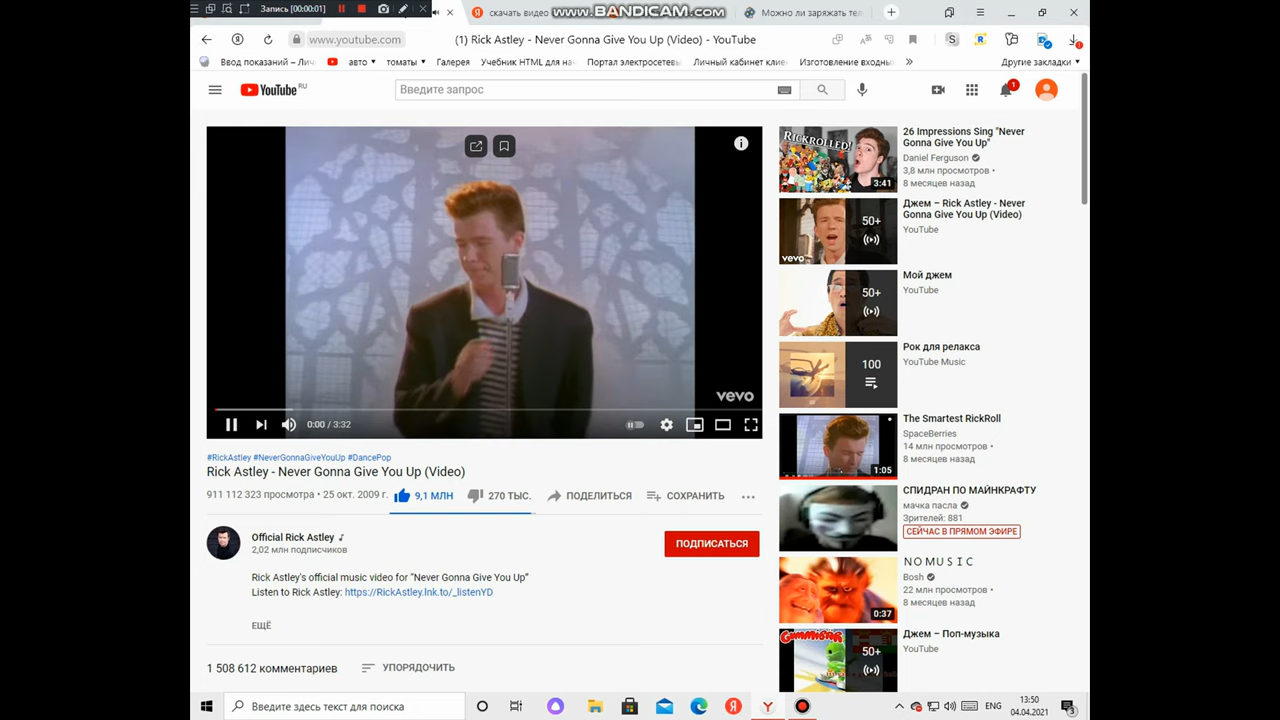 Запись [00:00:01]
скачать видео
www.BANDICAM.com
Можно ли заряжать тел
www.youtube.com
(1) Rick Astley - Never Gonna Give You Up (Video) - YouTube
Ввод показаний – Лич
авто
томаты
Галерея
Учебник HTML для нач
Портал электросетевы
Личный кабинет клие
Изготовление входны
»
Другие закладки
YouTube RU
Введите запрос
1
vevo
0:00 / 3:32
#RickAstley #NeverGonnaGiveYouUp #DancePop
Rick Astley - Never Gonna Give You Up (Video)
911 112 323 просмотра • 25 окт. 2009 г.
9,1 МЛН
270 ТЫС.
ПОДЕЛИТЬСЯ
СОХРАНИТЬ
Official Rick Astley
2,02 млн подписчиков
ПОДПИСАТЬСЯ
Rick Astley's official music video for “Never Gonna Give You Up”
Listen to Rick Astley: https://RickAstley.lnk.to/_listenYD
ЕЩЁ
1 508 612 комментариев
УПОРЯДОЧИТЬ
RICKROLLED!
3:41
26 Impressions Sing "Never
Gonna Give You Up"
Daniel Ferguson
3,8 млн просмотров •
8 месяцев назад
50+
vevo
Джем – Rick Astley - Never
Gonna Give You Up (Video)
YouTube
50+
Мой джем
YouTube
100
Рок для релакса
YouTube Music
1:05
The Smartest RickRoll
SpaceBerries
14 млн просмотров •
8 месяцев назад
СПИДРАН ПО МАЙНКРАФТУ
мачка пасла
Зрителей: 881
СЕЙЧАС В ПРЯМОМ ЭФИРЕ
0:37
N O M U S I C
Bosh
22 млн просмотров •
8 месяцев назад
GUMMIBÄR
50+
Джем – Поп-музыка
YouTube
Введите здесь текст для поиска
ENG
13:50
04.04.2021
3